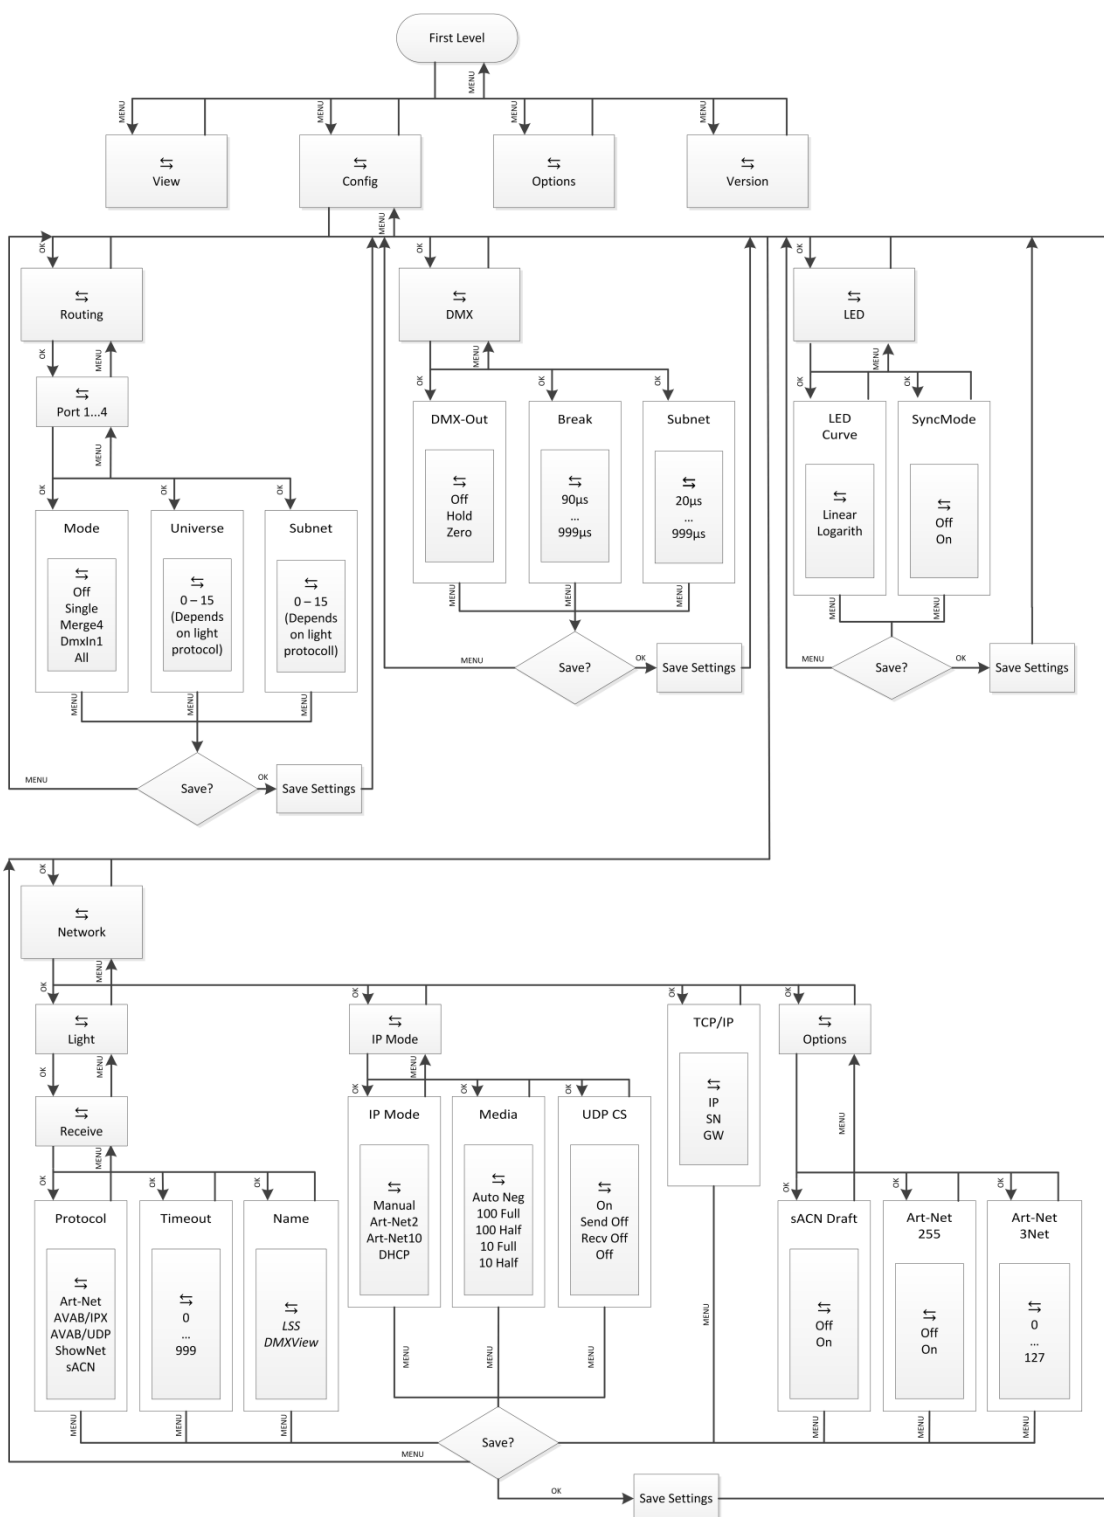 First Level
MENU
MENU
MENU
MENU
MENU
View
Config
Options
Version
MENU
OK
OK
OK
Routing
DMX
LED
OK
MENU
MENU
MENU
Port 1...4
OK
OK
OK
OK
OK
MENU
DMX-Out
Off
Hold
Zero
Break
90µs
...
999µs
Subnet
20µs
...
999µs
LED
Curve
Linear
Logarith
SyncMode
Off
On
OK
OK
OK
Mode
Off
Single
Merge4
DmxIn1
All
Universe
0 – 15
(Depends
on light
protocol)
Subnet
0 – 15
(Depends
on light
protocoll)
MENU
MENU
MENU
MENU
MENU
MENU
Save?
OK
Save Settings
MENU
Save?
OK
Save Settings
MENU
MENU
MENU
MENU
Save?
OK
Save Settings
OK
Network
OK
MENU
OK
OK
OK
Light
IP Mode
TCP/IP
IP
SN
GW
Options
OK
MENU
OK
MENU
OK
OK
Receive
IP Mode
Manual
Art-Net2
Art-Net10
DHCP
Media
Auto Neg
100 Full
100 Half
10 Full
10 Half
UDP CS
On
Send Off
Recv Off
Off
MENU
OK
MENU
OK
OK
OK
OK
OK
Protocol
Art-Net
AVAB/IPX
AVAB/UDP
ShowNet
sACN
Timeout
0
...
999
Name
LSS
DMXView
sACN Draft
Off
On
Art-Net
255
Off
On
Art-Net
3Net
0
...
127
MENU
MENU
MENU
MENU
MENU
MENU
MENU
MENU
MENU
MENU
MENU
Save?
OK
Save Settings